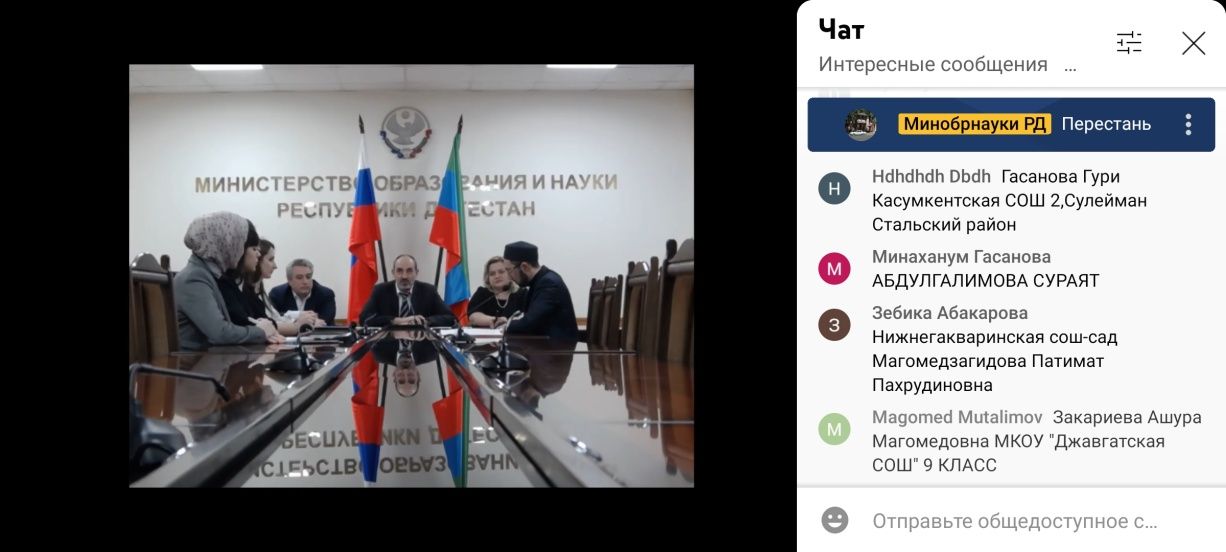 МИНИСТЕРСТВО ОБРАЗОВАНИЯ И НАУКИ
РЕСПУБЛИКИ ДАГЕСТАН
Чат
Интересные сообщения ...
Минобрнауки РД Перестань
H Hdhdhdh Dbdh Гасанова Гури
Касумкентская СОШ 2,Сулейман
Стальский район
М Минаханум Гасанова
АБДУЛГАЛИМОВА СУРАЯТ
З Зебика Абакарова
Нижнегакваринская сош-сад
Магомедзагидова Патимат
Пахрудиновна
M Magomed Mutalimov Закариева Ашура
Магомедовна МКОУ "Джавгатская
СОШ" 9 КЛАСС
Отправьте общедоступное с...